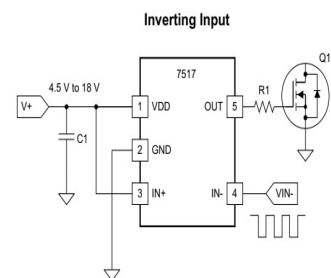 Inverting Input
Q1
4.5 V to 18 V
7517
R1
V+
1 VDD
OUT 5
C1
2 GND
3 IN+
IN- 4
VIN-